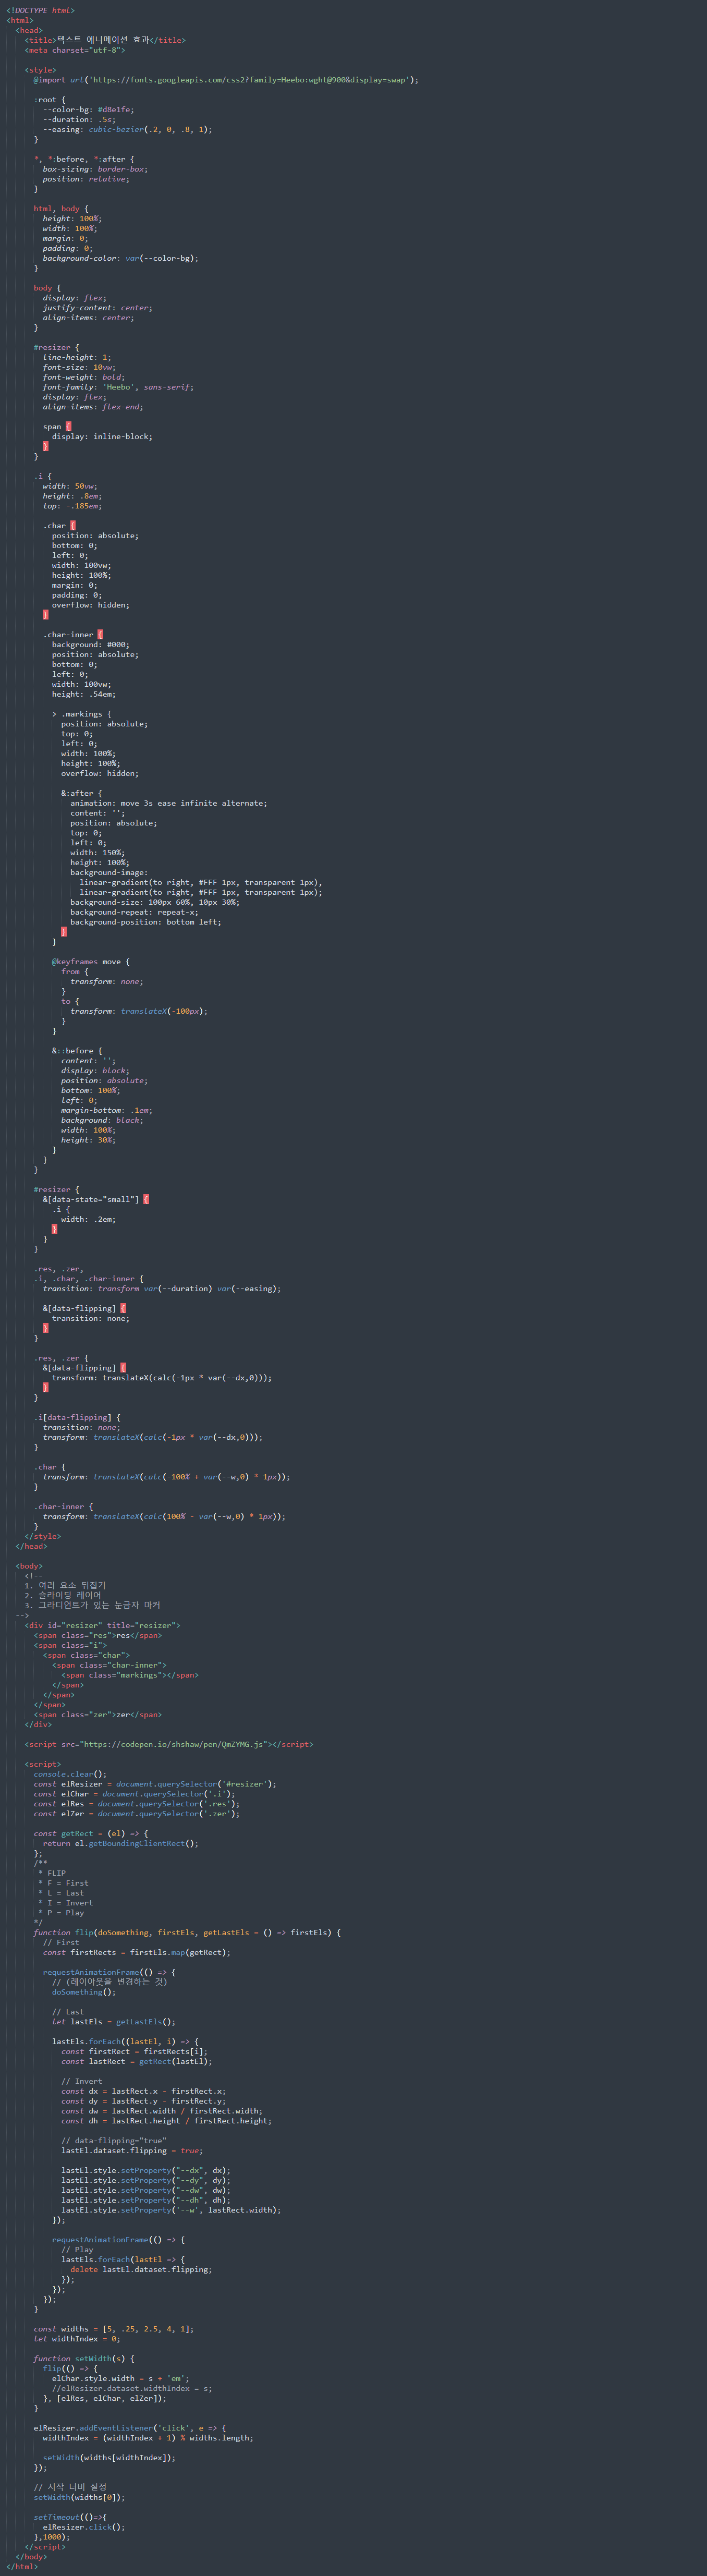 <!DOCTYPE html>
<html>
  <head>
    <title>텍스트 에니메이션 효과</title>
    <meta charset="utf-8">

    <style>
      @import url('https://fonts.googleapis.com/css2?family=Heebo:wght@900&display=swap');

      :root {
        --color-bg: #d8e1fe;
        --duration: .5s;
        --easing: cubic-bezier(.2, 0, .8, 1);
      }

      *, *:before, *:after {
        box-sizing: border-box;
        position: relative;
      }

      html, body {
        height: 100%;
        width: 100%;
        margin: 0;
        padding: 0;
        background-color: var(--color-bg);
      }

      body {
        display: flex;
        justify-content: center;
        align-items: center;
      }

      #resizer {
        line-height: 1;
        font-size: 10vw;
        font-weight: bold;
        font-family: 'Heebo', sans-serif;
        display: flex;
        align-items: flex-end;

        span {
          display: inline-block;
        }
      }

      .i {
        width: 50vw;
        height: .8em;
        top: -.185em;

        .char {
          position: absolute;
          bottom: 0;
          left: 0;
          width: 100vw;
          height: 100%;
          margin: 0;
          padding: 0;
          overflow: hidden;
        }

        .char-inner {
          background: #000;
          position: absolute;
          bottom: 0;
          left: 0;
          width: 100vw;
          height: .54em;

          > .markings {
            position: absolute;
            top: 0;
            left: 0;
            width: 100%;
            height: 100%;
            overflow: hidden;

            &:after {
              animation: move 3s ease infinite alternate;
              content: '';
              position: absolute;
              top: 0;
              left: 0;
              width: 150%;
              height: 100%;
              background-image:
                linear-gradient(to right, #FFF 1px, transparent 1px),
                linear-gradient(to right, #FFF 1px, transparent 1px);
              background-size: 100px 60%, 10px 30%;
              background-repeat: repeat-x;
              background-position: bottom left;
            }
          }

          @keyframes move {
            from {
              transform: none;
            }
            to {
              transform: translateX(-100px);
            }
          }

          &::before {
            content: '';
            display: block;
            position: absolute;
            bottom: 100%;
            left: 0;
            margin-bottom: .1em;
            background: black;
            width: 100%;
            height: 30%;
          }
        }
      }

      #resizer {
        &[data-state="small"] {
          .i {
            width: .2em;
          }
        }
      }

      .res, .zer,
      .i, .char, .char-inner {
        transition: transform var(--duration) var(--easing);

        &[data-flipping] {
          transition: none;
        }
      }

      .res, .zer {
        &[data-flipping] {
          transform: translateX(calc(-1px * var(--dx,0)));
        }
      }

      .i[data-flipping] {
        transition: none;
        transform: translateX(calc(-1px * var(--dx,0)));
      }

      .char {
        transform: translateX(calc(-100% + var(--w,0) * 1px));
      }

      .char-inner {
        transform: translateX(calc(100% - var(--w,0) * 1px));
      }
    </style>
  </head>

  <body>
    <!--
    1. 여러 요소 뒤집기
    2. 슬라이딩 레이어
    3. 그라디언트가 있는 눈금자 마커
  -->
    <div id="resizer" title="resizer">
      <span class="res">res</span>
      <span class="i">
        <span class="char">
          <span class="char-inner">
            <span class="markings"></span>
          </span>
        </span>
      </span>
      <span class="zer">zer</span>
    </div>

    <script src="https://codepen.io/shshaw/pen/QmZYMG.js"></script>

    <script>
      console.clear();
      const elResizer = document.querySelector('#resizer');
      const elChar = document.querySelector('.i');
      const elRes = document.querySelector('.res');
      const elZer = document.querySelector('.zer');

      const getRect = (el) => {
        return el.getBoundingClientRect();
      };
      /**
       * FLIP
       * F = First
       * L = Last
       * I = Invert
       * P = Play
      */
      function flip(doSomething, firstEls, getLastEls = () => firstEls) {
        // First
        const firstRects = firstEls.map(getRect);

        requestAnimationFrame(() => {
          // (레이아웃을 변경하는 것)
          doSomething();

          // Last
          let lastEls = getLastEls();

          lastEls.forEach((lastEl, i) => {
            const firstRect = firstRects[i];
            const lastRect = getRect(lastEl);

            // Invert
            const dx = lastRect.x - firstRect.x;
            const dy = lastRect.y - firstRect.y;
            const dw = lastRect.width / firstRect.width;
            const dh = lastRect.height / firstRect.height;

            // data-flipping="true"
            lastEl.dataset.flipping = true;

            lastEl.style.setProperty("--dx", dx);
            lastEl.style.setProperty("--dy", dy);
            lastEl.style.setProperty("--dw", dw);
            lastEl.style.setProperty("--dh", dh);
            lastEl.style.setProperty('--w', lastRect.width);
          });

          requestAnimationFrame(() => {
            // Play
            lastEls.forEach(lastEl => {
              delete lastEl.dataset.flipping;
            });
          });
        });
      }

      const widths = [5, .25, 2.5, 4, 1];
      let widthIndex = 0;

      function setWidth(s) {
        flip(() => {
          elChar.style.width = s + 'em';
          //elResizer.dataset.widthIndex = s;
        }, [elRes, elChar, elZer]);
      }

      elResizer.addEventListener('click', e => {
        widthIndex = (widthIndex + 1) % widths.length;

        setWidth(widths[widthIndex]);
      });

      // 시작 너비 설정
      setWidth(widths[0]);

      setTimeout(()=>{
        elResizer.click();
      },1000);
    </script>
  </body>
</html>